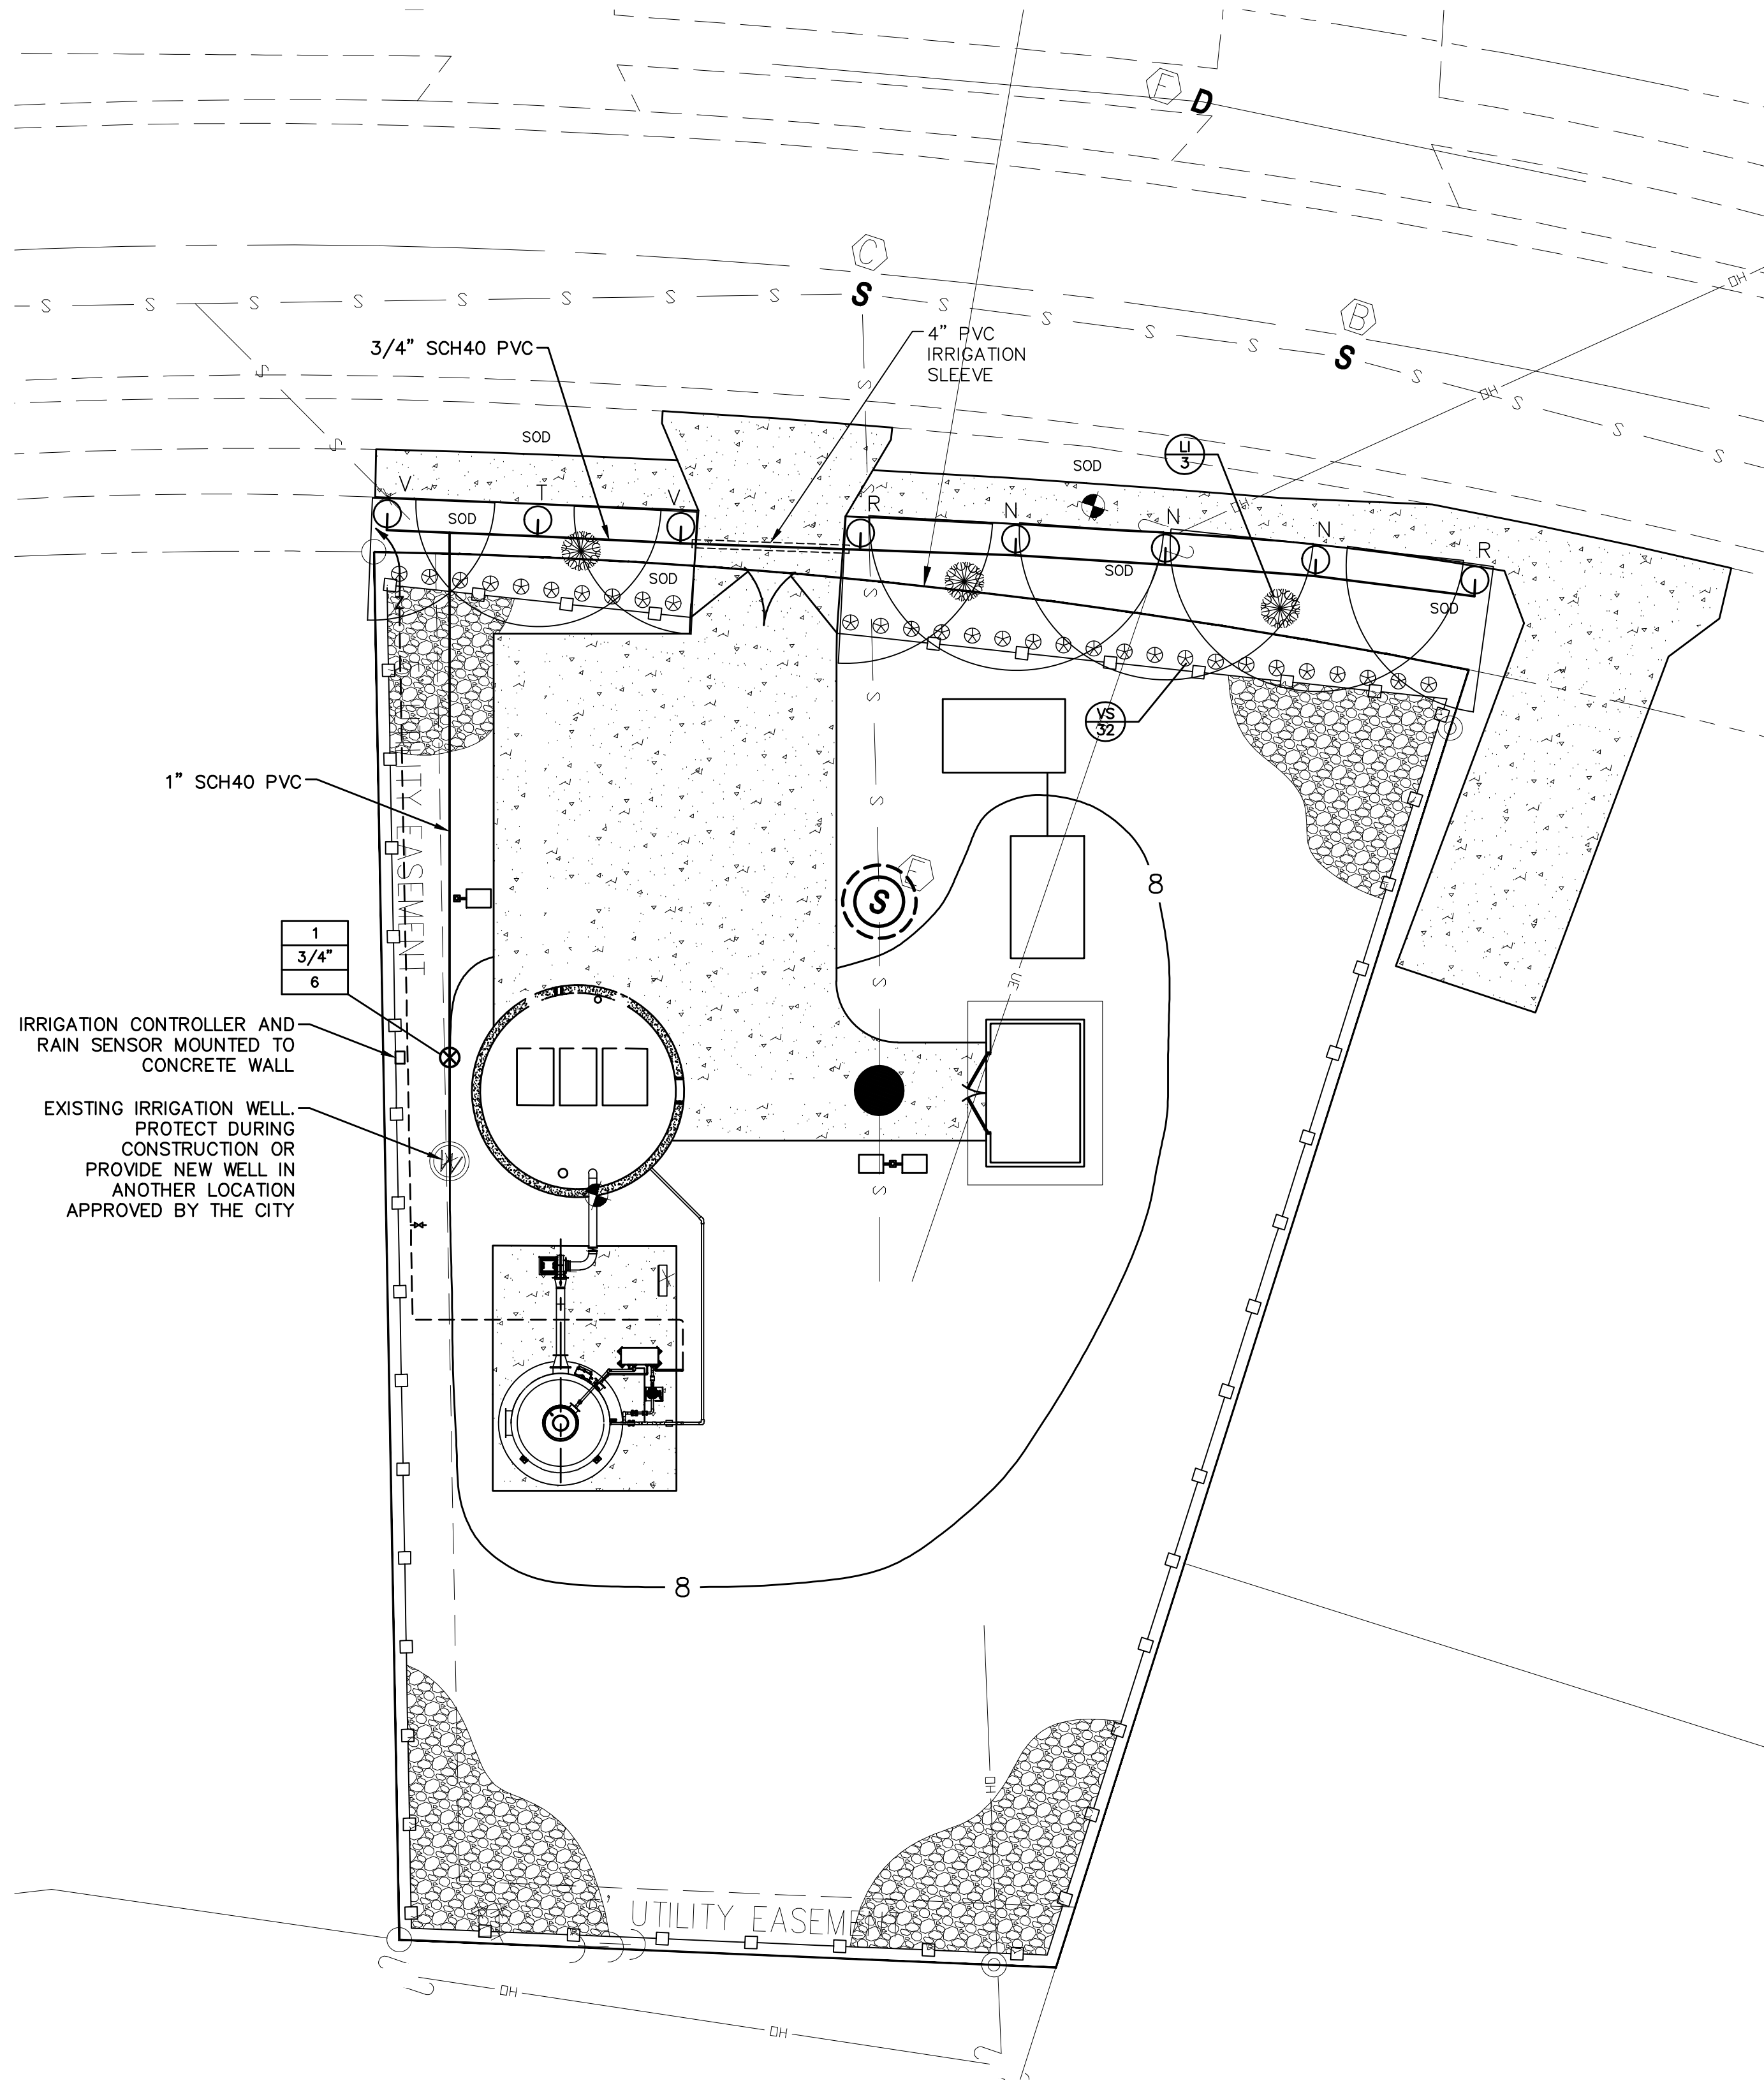 F
D
C
S
S S S S S S S S S S S S
B
S
OH
OH
OH
S S S
3/4" SCH40 PVC
4" PVC
IRRIGATION
SLEEVE
SOD
SOD
LI
3
V
T
V
R
N
N
N
R
SOD
SOD
SOD
SOD
VS
32
1" SCH40 PVC
UTILITY EASEMENT
8
S
1
3/4"
6
UE
IRRIGATION CONTROLLER AND
RAIN SENSOR MOUNTED TO
CONCRETE WALL
EXISTING IRRIGATION WELL.
PROTECT DURING
CONSTRUCTION OR
PROVIDE NEW WELL IN
ANOTHER LOCATION
APPROVED BY THE CITY
8
OH
UTILITY EASEMENT
OH
OH